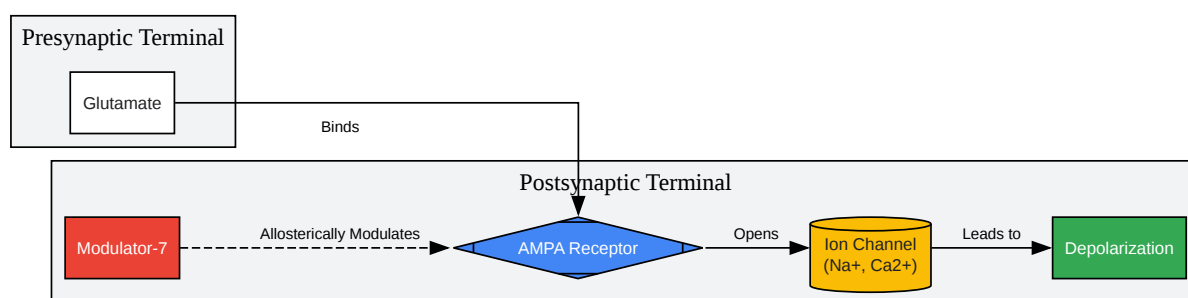 Presynaptic Terminal
Glutamate
Binds
Postsynaptic Terminal
Modulator-7
Allosterically Modulates
AMPA Receptor
Opens
Ion Channel
(Na+, Ca2+)
Leads to
Depolarization